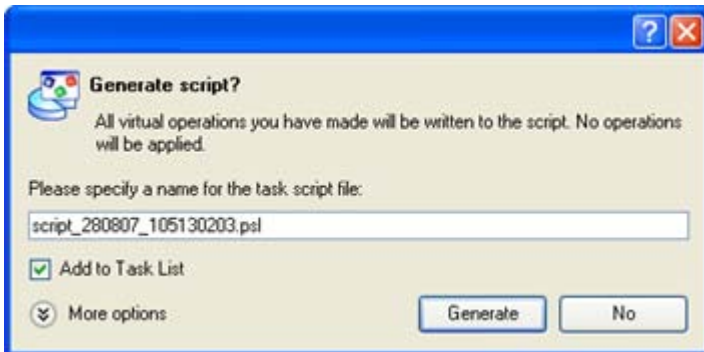 ?
Generate script?
All virtual operations you have made will be written to the script. No operations
will be applied.
Please specify a name for the task script file:
script_280807_105130203.psl
Add to Task List
More options
Generate
No